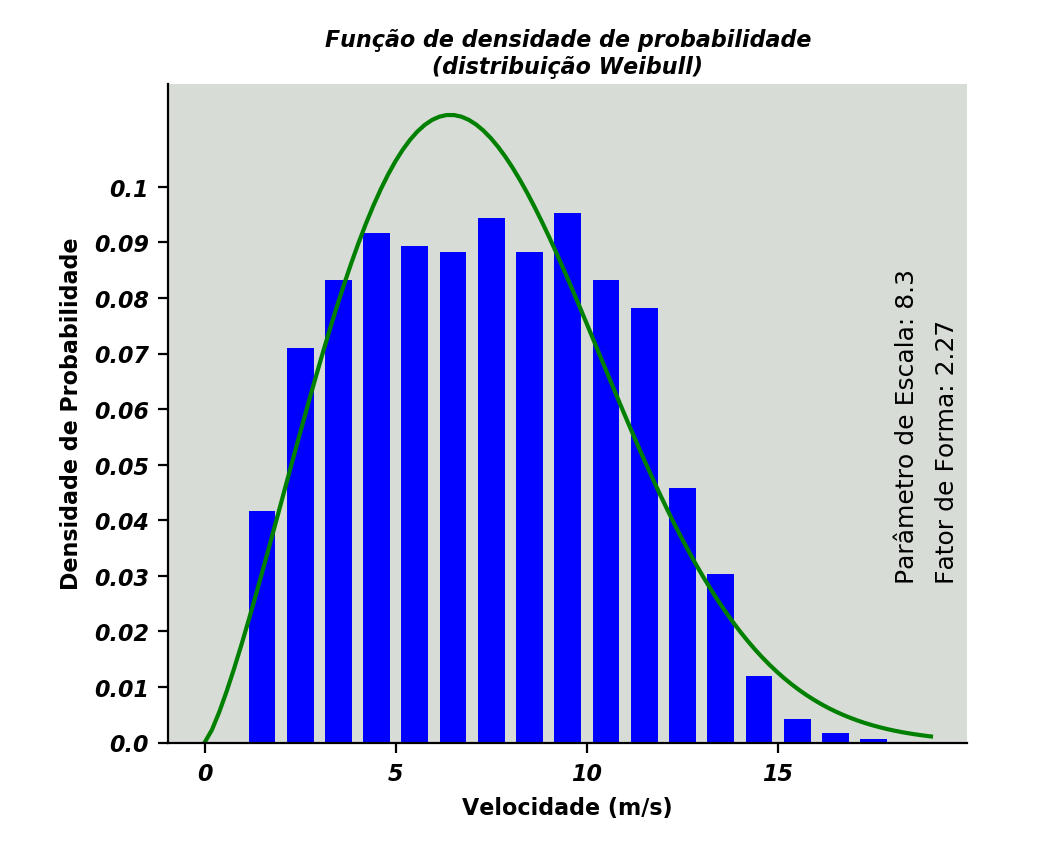 Função de densidade de probabilidade
(distribuição Weibull)
Densidade de Probabilidade
0.1
0.09
0.08
0.07
0.06
0.05
0.04
0.03
0.02
0.01
0.0
Parâmetro de Escala: 8.3
Fator de Forma: 2.27
0
5
10
15
Velocidade (m/s)